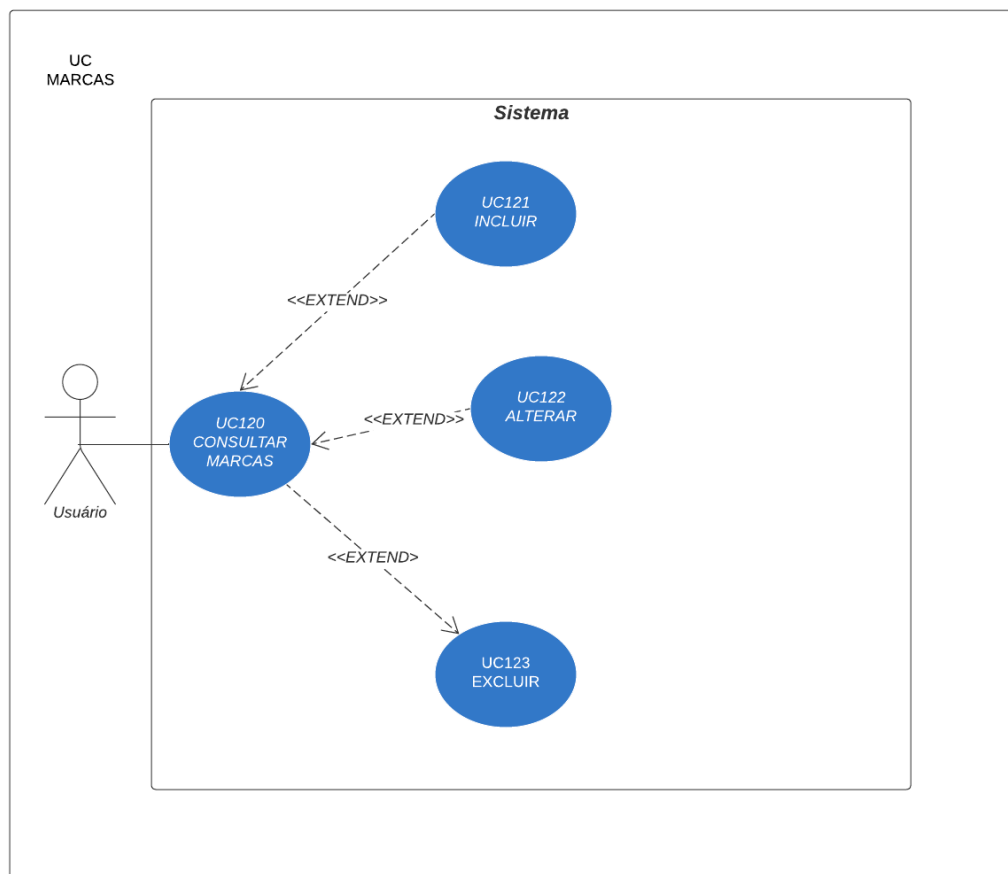 UC
MARCAS
Sistema
UC121
INCLUIR
<<EXTEND>>
UC122
ALTERAR
<<EXTEND>>
UC120
CONSULTAR
MARCAS
Usuário
<<EXTEND>
UC123
EXCLUIR